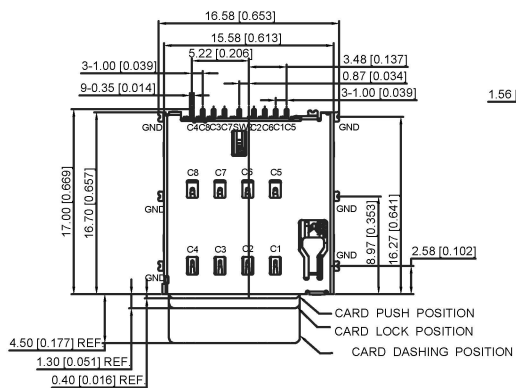 16.58 [0.653]
15.58 [0.613]
5.22 [0.206]
3.48 [0.137]
3-1.00 [0.039]
0.87 [0.034]
9-0.35 [0.014]
3-1.00 [0.039]
1.56 [
GND C4C8C3C7SWC2C6C1C5 GND
17.00 [0.669]
16.70 [0.657]
C8 C7 C6 C5
GND GND
8.97 [0.353]
16.27 [0.641]
C4 C3 C2 C1
GND
2.58 [0.102]
GND
CARD PUSH POSITION
4.50 [0.177] REF.
CARD LOCK POSITION
1.30 [0.051] REF.
CARD DASHING POSITION
0.40 [0.016] REF.